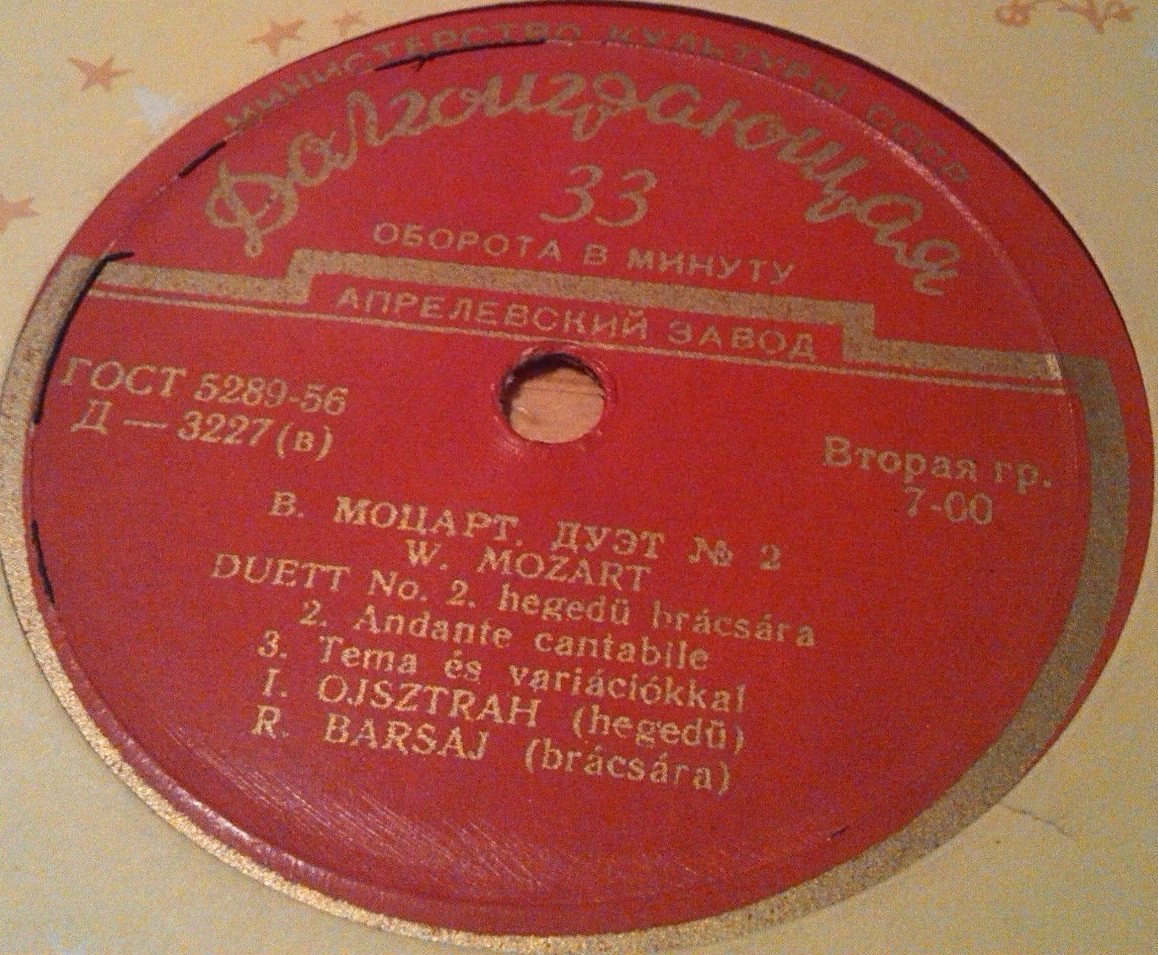 МИНИСТЕРСТВО КУЛЬТУРЫ СССР
Долгоиграющая
33
ОБОРОТА В МИНУТУ
АПРЕЛЕВСКИЙ ЗАВОД
ГОСТ 5289-56
Д — 3227 (в)
Вторая гр.
7-00
В. МОЦАРТ. ДУЭТ № 2
W. MOZART
DUETT No. 2. hegedü brácsára
2. Andante cantabile
3. Tema és variációkkal
I. OJSZTRAH (hegedü)
R. BARSAJ (brácsára)